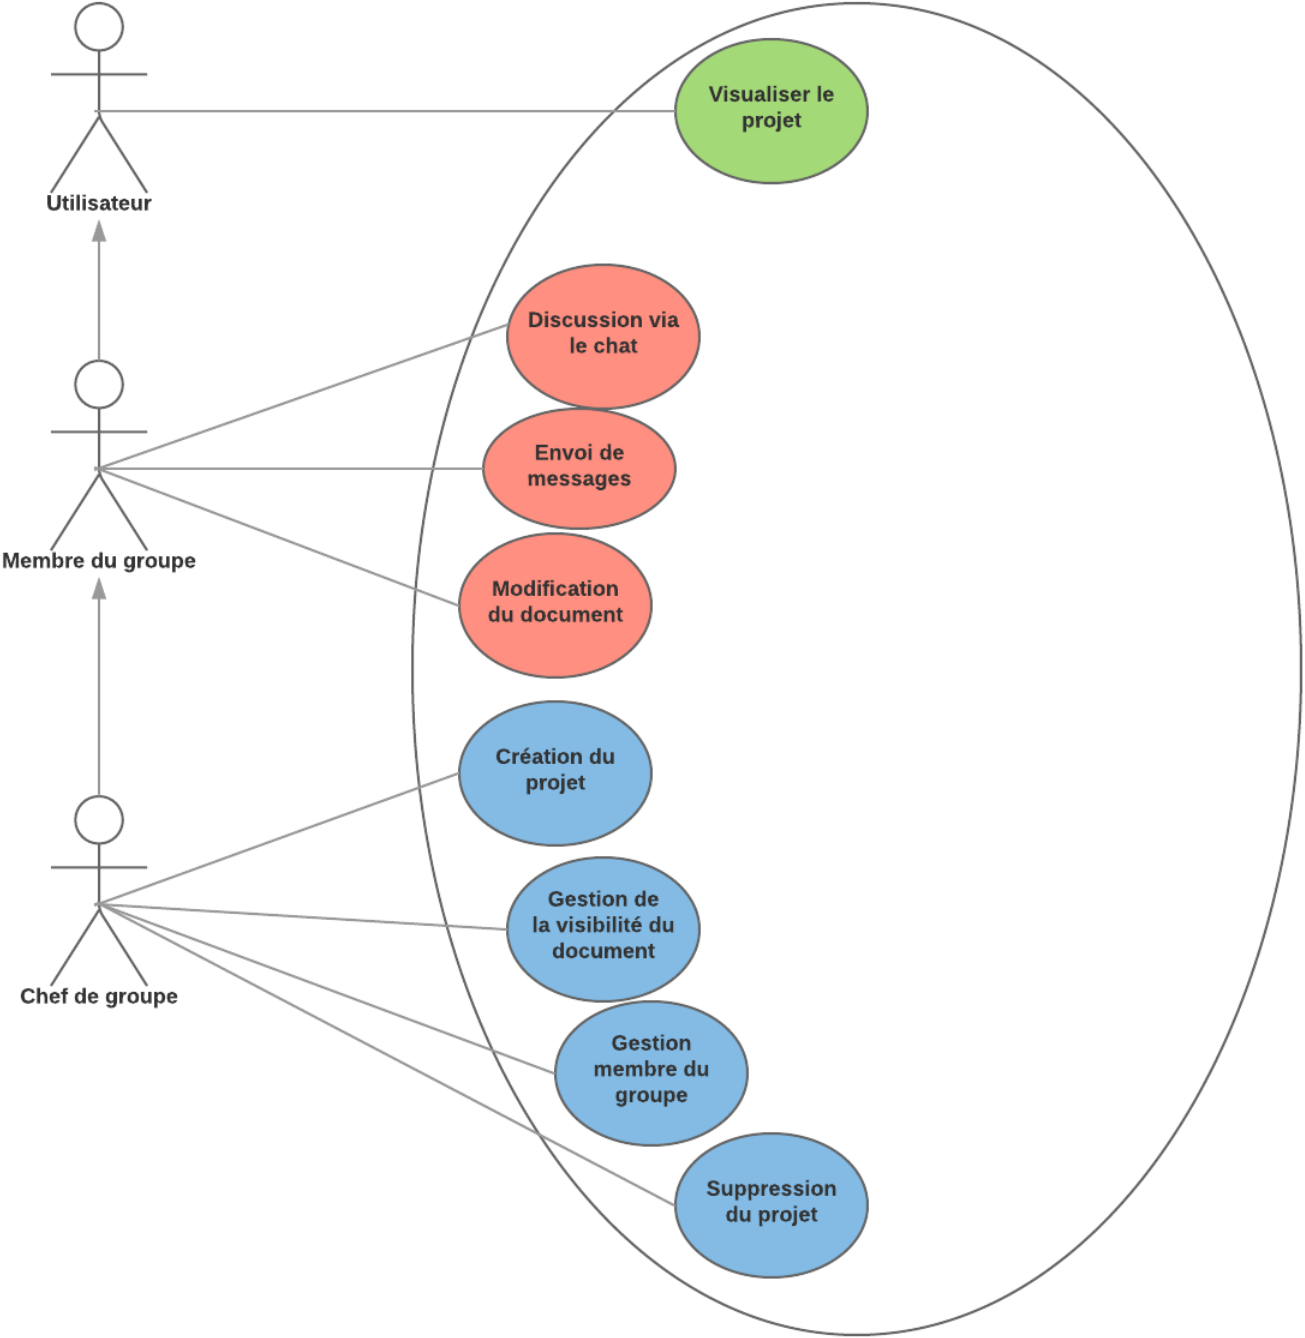 Visualiser le
projet
Utilisateur
Discussion via
le chat
Envoi de
messages
Membre du groupe
Modification
du document
Création du
projet
Gestion de
la visibilité du
document
Chef de groupe
Gestion
membre du
groupe
Suppression
du projet